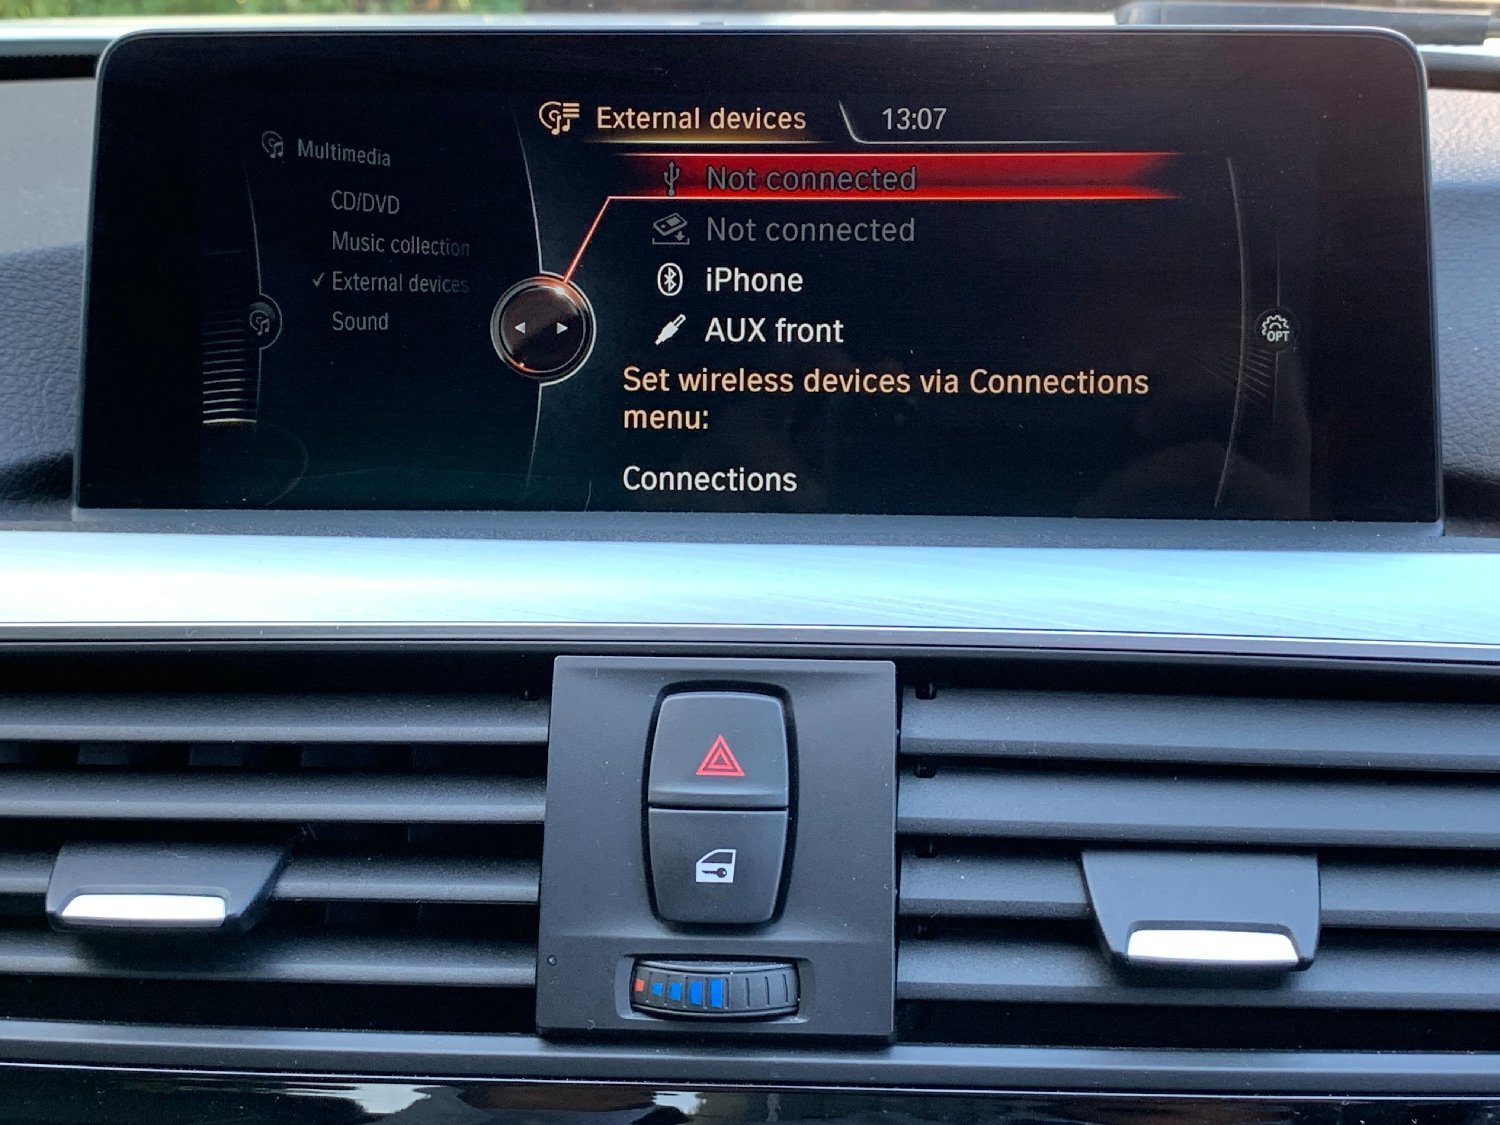 External devices
13:07
Multimedia
CD/DVD
Music collection
External devices
Sound
Not connected
Not connected
iPhone
AUX front
Set wireless devices via Connections
menu:
Connections
OPT